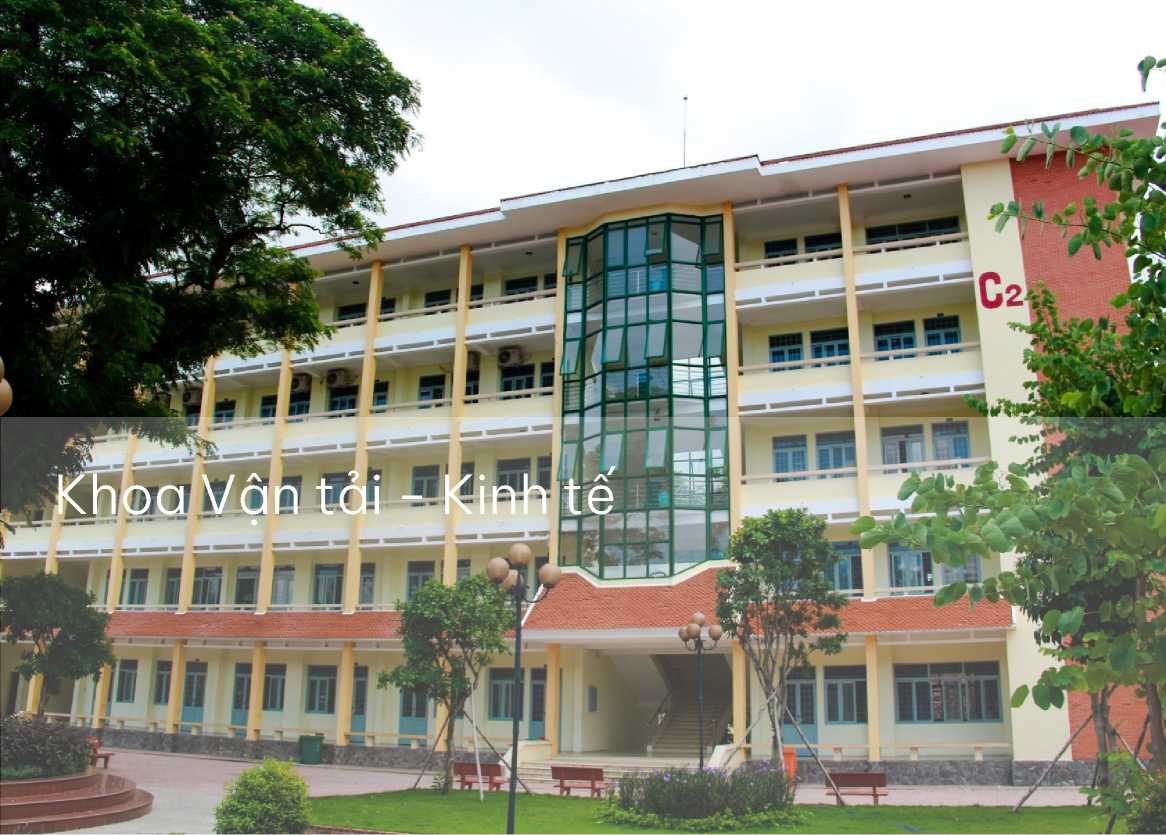 C2
Khoa Vận tải - Kinh tế